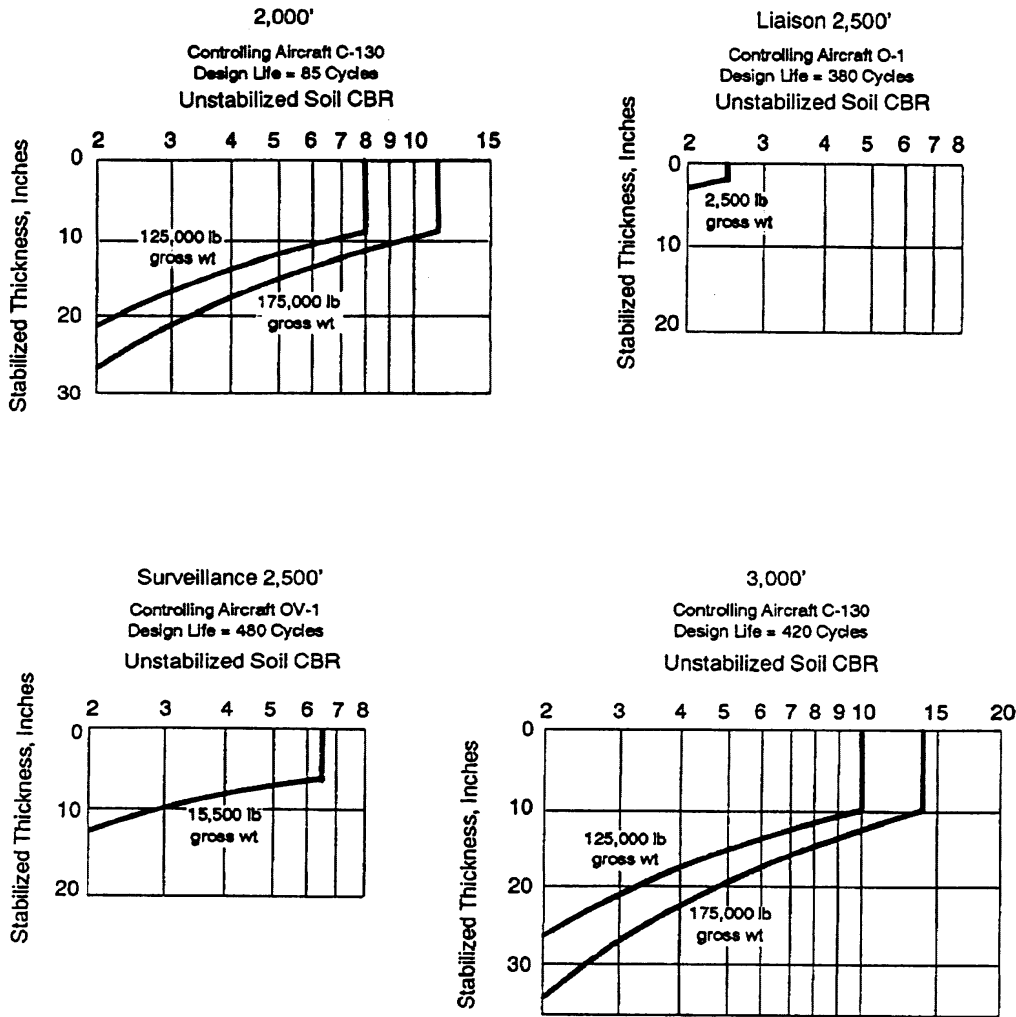 2,000'
Controlling Aircraft C-130
Design Life = 85 Cycles
Unstabilized Soil CBR
2 3 4 5 6 7 8 9 10 15
Stabilized Thickness, Inches
0
10
20
30
125,000 lb
gross wt
175,000 lb
gross wt
Liaison 2,500'
Controlling Aircraft O-1
Design Life = 380 Cycles
Unstabilized Soil CBR
2 3 4 5 6 7 8
Stabilized Thickness, Inches
0
10
20
2,500 lb
gross wt
Surveillance 2,500'
Controlling Aircraft OV-1
Design Life = 480 Cycles
Unstabilized Soil CBR
2 3 4 5 6 7 8
Stabilized Thickness, Inches
0
10
20
15,500 lb
gross wt
3,000'
Controlling Aircraft C-130
Design Life = 420 Cycles
Unstabilized Soil CBR
2 3 4 5 6 7 8 9 10 15 20
Stabilized Thickness, Inches
0
10
20
30
125,000 lb
gross wt
175,000 lb
gross wt